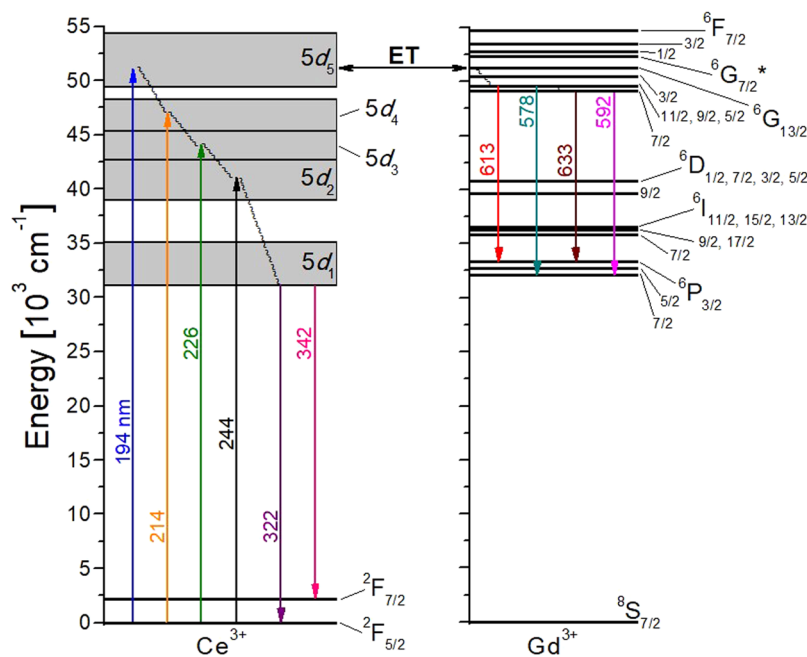 Energy [10³ cm⁻¹]
55
50
45
40
35
30
25
20
15
10
5
0
5d₅
5d₄
5d₃
5d₂
5d₁
194 nm
214
226
244
322
342
²F₇/₂
²F₅/₂
Ce³⁺
ET
613
578
633
592
⁶F₇/₂
3/2
1/2
⁶G₇/₂*
3/2
⁶G₁₃/₂
11/2, 9/2, 5/2
7/2
⁶D₁/₂, ₇/₂, ₃/₂, ₅/₂
9/2
⁶I₁₁/₂, ₁₅/₂, ₁₃/₂
9/2, 17/2
7/2
⁶P₃/₂
5/2
7/2
⁸S₇/₂
Gd³⁺